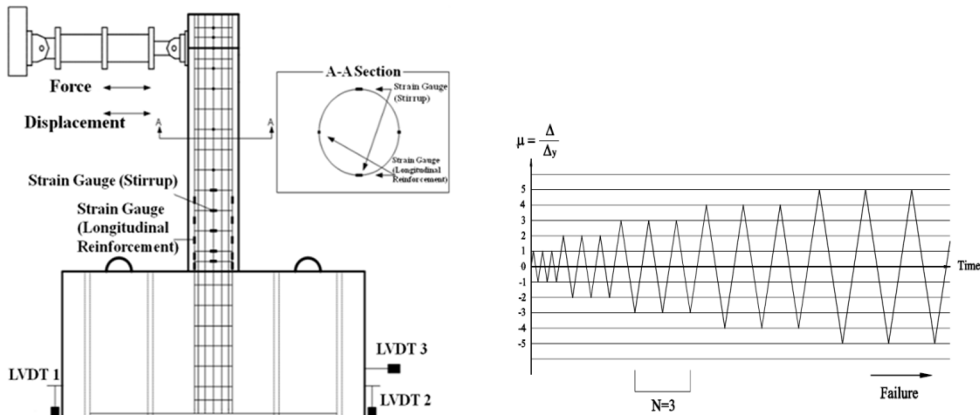 Force
Displacement
A
A
A-A Section
Strain Gauge
(Stirrup)
Strain Gauge
(Longitudinal
Reinforcement)
Strain Gauge (Stirrup)
Strain Gauge
(Longitudinal
Reinforcement)
LVDT 1
LVDT 3
LVDT 2
μ = Δ
Δy
5
4
3
2
1
0
-1
-2
-3
-4
-5
0
Time
N=3
Failure